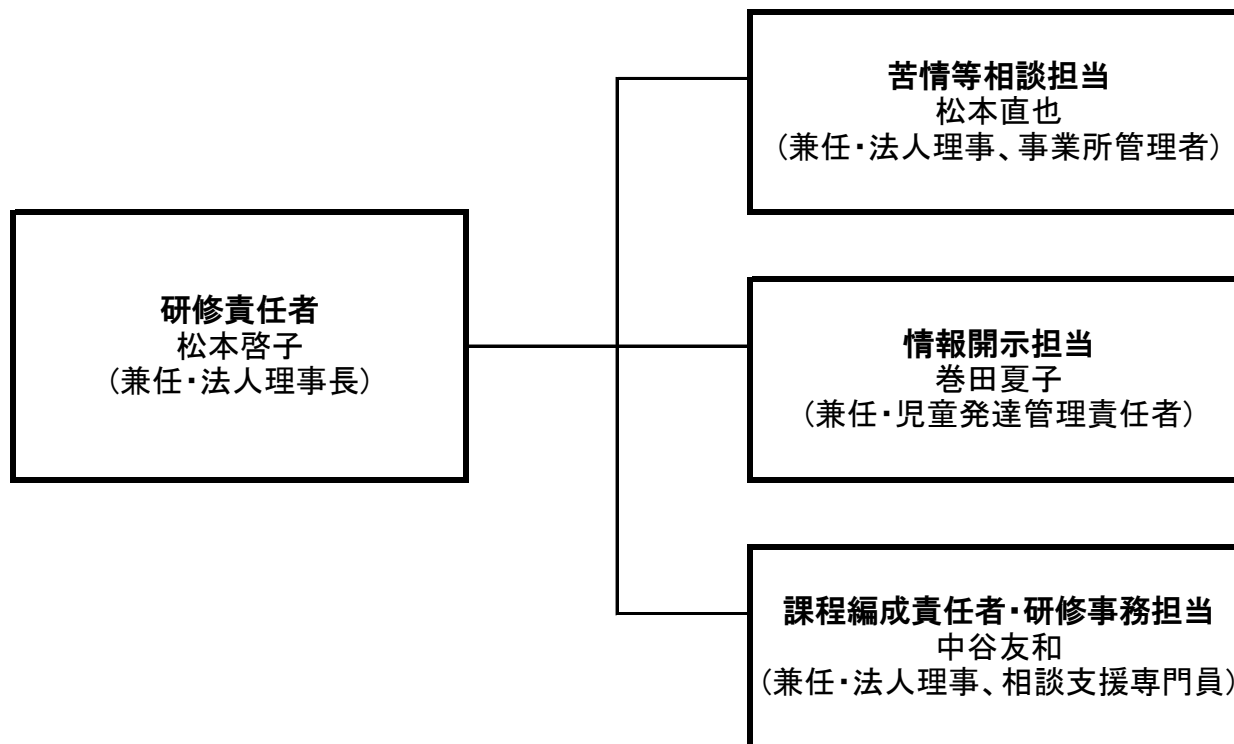 研修責任者
松本啓子
(兼任・法人理事長)
苦情等相談担当
松本直也
(兼任・法人理事、事業所管理者)
情報開示担当
巻田夏子
(兼任・児童発達管理責任者)
課程編成責任者・研修事務担当
中谷友和
(兼任・法人理事、相談支援専門員)